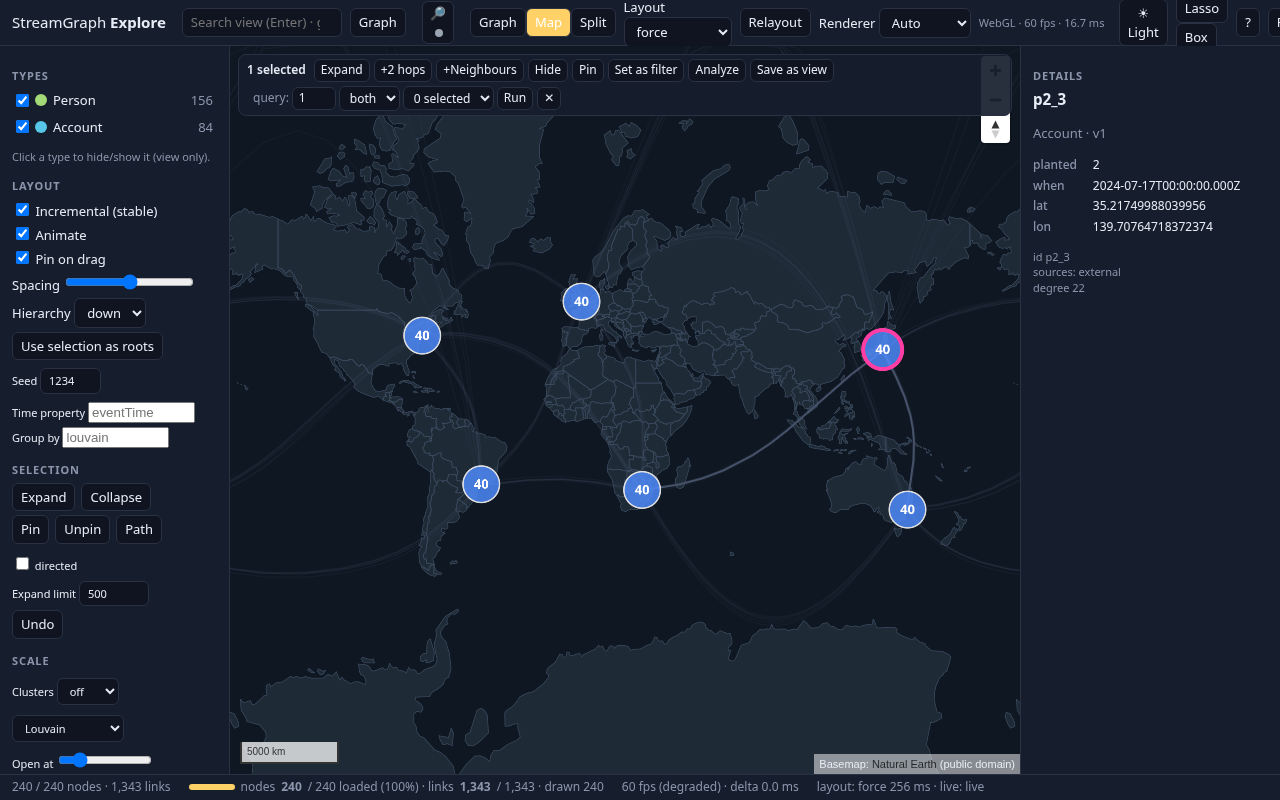 StreamGraph Explore
Search view (Enter) ·
Graph
Graph Map Split
Layout
force
Relayout
Renderer Auto
WebGL · 60 fps · 16.7 ms
Light
Lasso
Box
?
TYPES
Person 156
Account 84
Click a type to hide/show it (view only).
LAYOUT
Incremental (stable)
Animate
Pin on drag
Spacing
Hierarchy down
Use selection as roots
Seed 1234
Time property eventTime
Group by louvain
SELECTION
Expand Collapse
Pin Unpin Path
directed
Expand limit 500
Undo
SCALE
Clusters off
Louvain
Open at
1 selected Expand +2 hops +Neighbours Hide Pin Set as filter Analyze Save as view
query: 1 both 0 selected Run ✕
40
40
40
40
40
40
5000 km
Basemap: Natural Earth (public domain)
DETAILS
p2_3
Account · v1
planted 2
when 2024-07-17T00:00:00.000Z
lat 35.21749988039956
lon 139.70764718372374
id p2_3
sources: external
degree 22
240 / 240 nodes · 1,343 links
nodes 240 / 240 loaded (100%) · links 1,343 / 1,343 · drawn 240
60 fps (degraded) · delta 0.0 ms
layout: force 256 ms · live: live